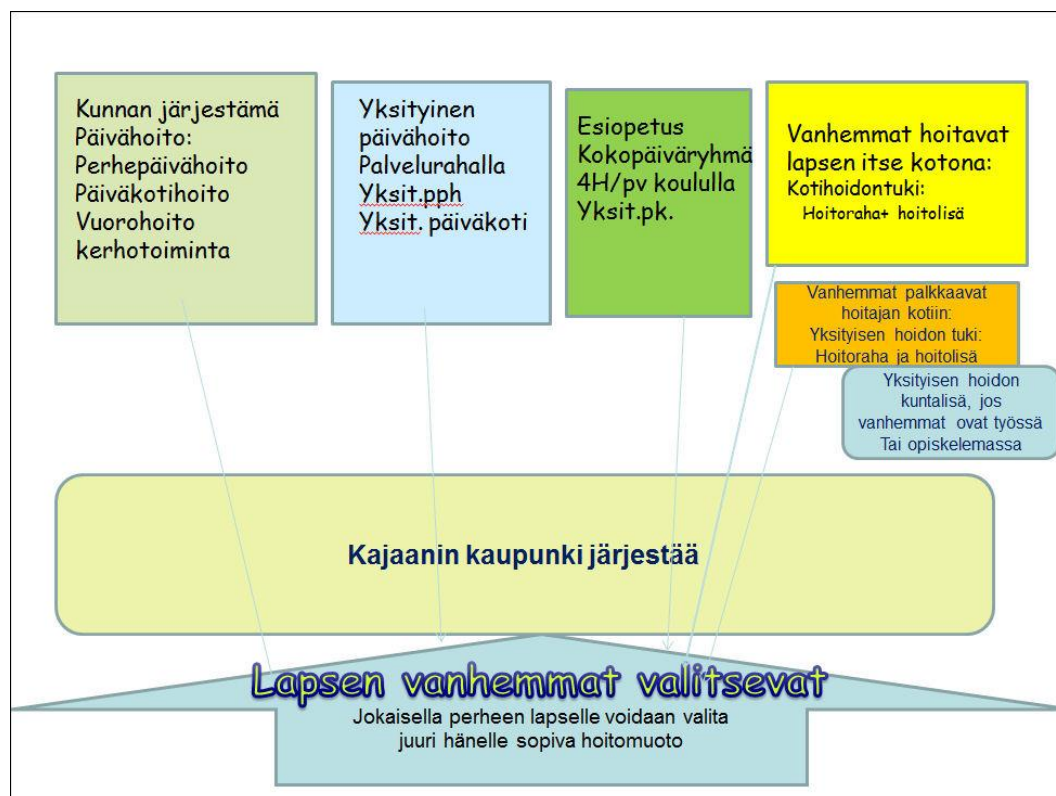 Kunnan järjestämä
Päivähoito:
Perhepäivähoito
Päiväkotihoito
Vuorohoito
kerhotoiminta
Yksityinen
päivähoito
Palvelurahalla
Yksit.pph
Yksit. päiväkoti
Esiopetus
Kokopäiväryhmä
4H/pv koululla
Yksit.pk.
Vanhemmat hoitavat
lapsen itse kotona:
Kotihoidontuki:
Hoitoraha+ hoitolisä
Vanhemmat palkkaavat
hoitajan kotiin:
Yksityisen hoidon tuki:
Hoitoraha ja hoitolisä
Yksityisen hoidon
kuntalisä, jos
vanhemmat ovat työssä
Tai opiskelemassa
Kajaanin kaupunki järjestää
Lapsen vanhemmat valitsevat
Jokaisella perheen lapselle voidaan valita
juuri hänelle sopiva hoitomuoto